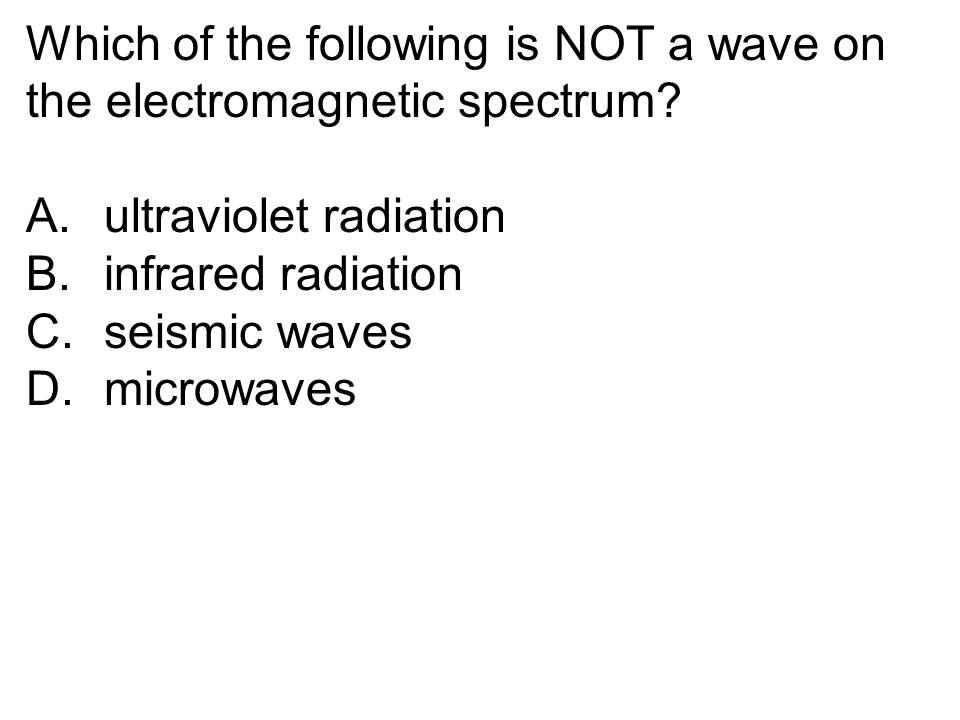 Which of the following is NOT a wave on
the electromagnetic spectrum?
A. ultraviolet radiation
B. infrared radiation
C. seismic waves
D. microwaves